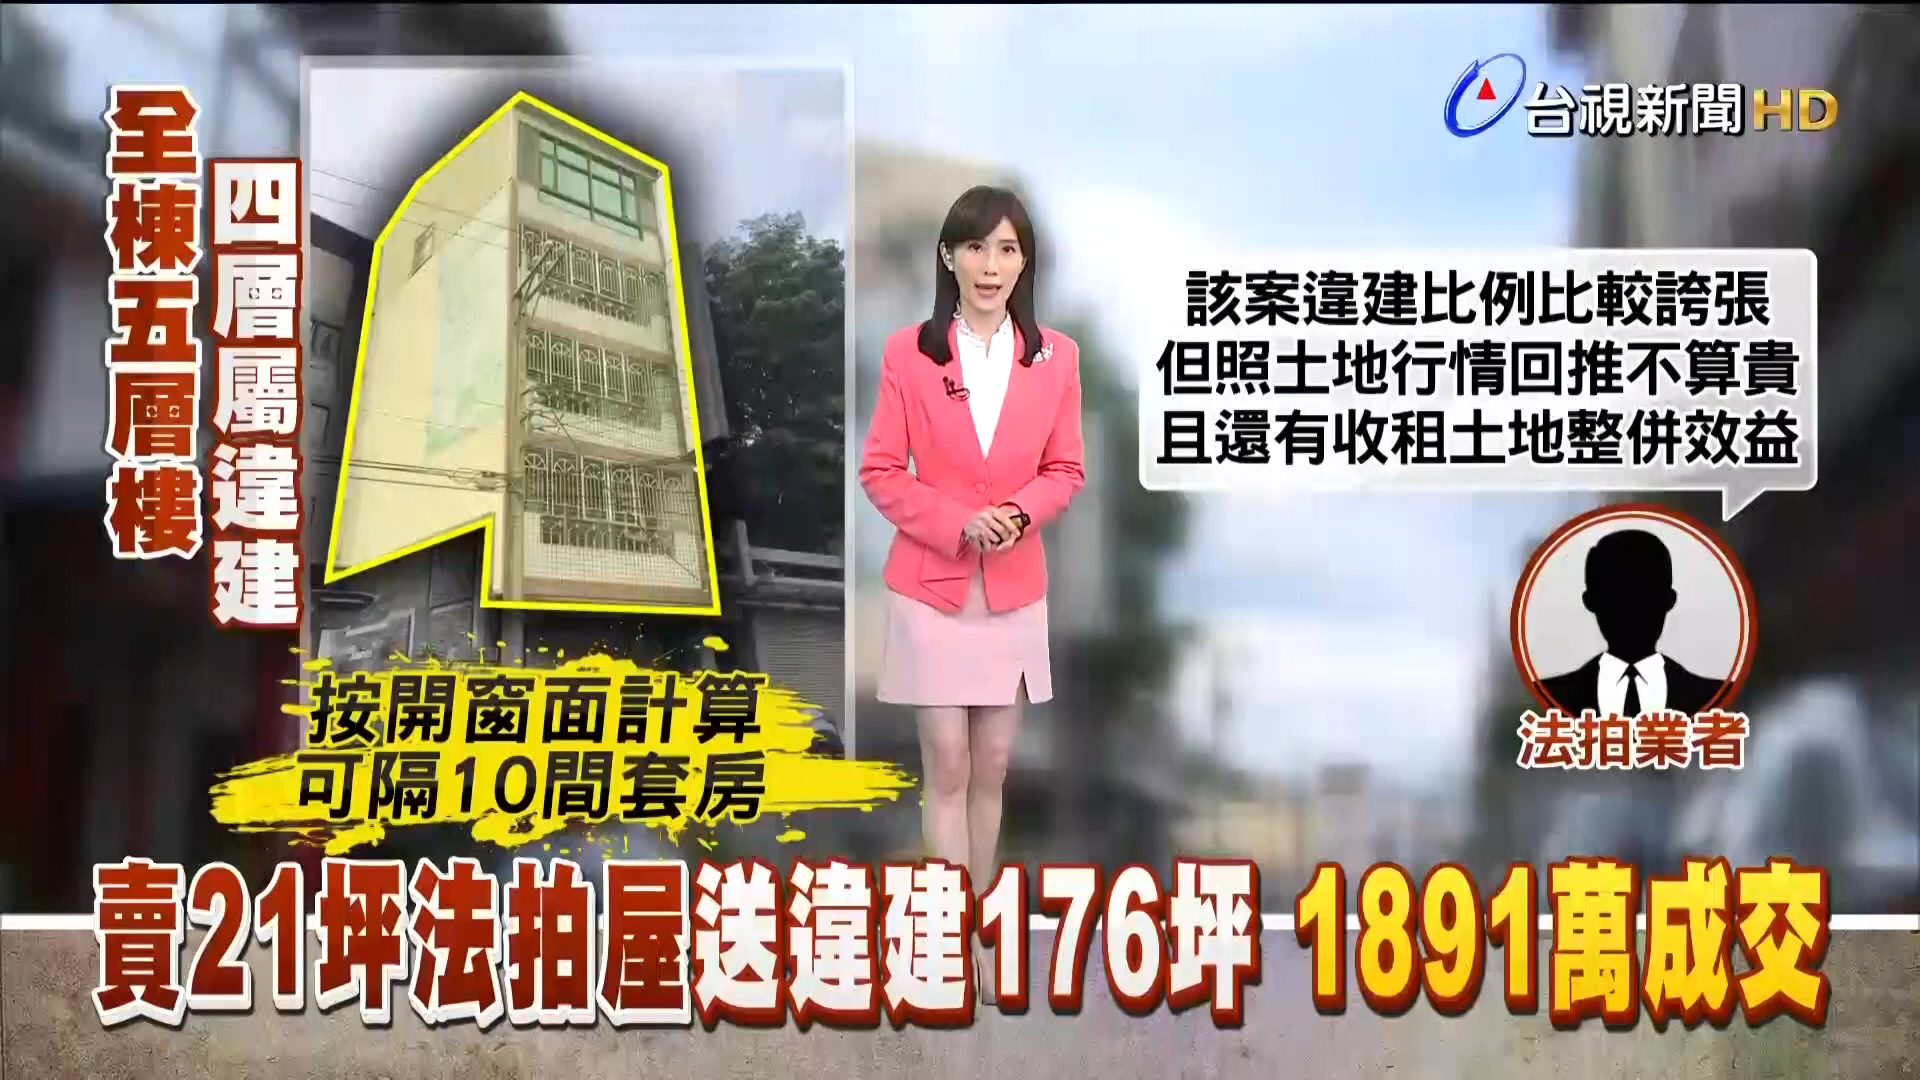 台視新聞HD
全棟五層樓
四層屬違建
該案違建比例比較誇張
但照土地行情回推不算貴
且還有收租土地整併效益
法拍業者
按開窗面計算
可隔10間套房
賣21坪法拍屋送違建176坪 1891萬成交